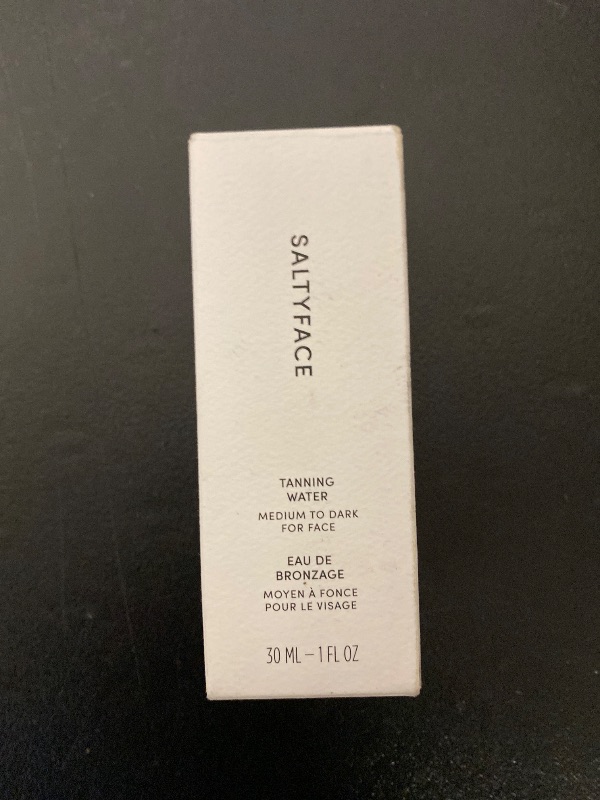 SALTYFACE
TANNING
WATER
MEDIUM TO DARK
FOR FACE
EAU DE
BRONZAGE
MOYEN À FONCE
POUR LE VISAGE
30 ML – 1 FL OZ